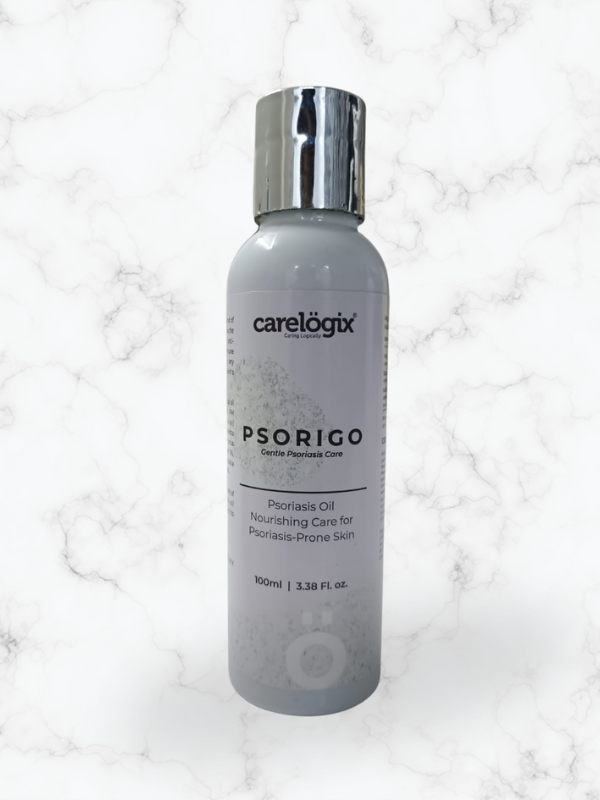 carelögix®
Caring Logically
PSORIGO
Gentle Psoriasis Care
Psoriasis Oil
Nourishing Care for
Psoriasis-Prone Skin
100ml | 3.38 Fl. oz.
ö